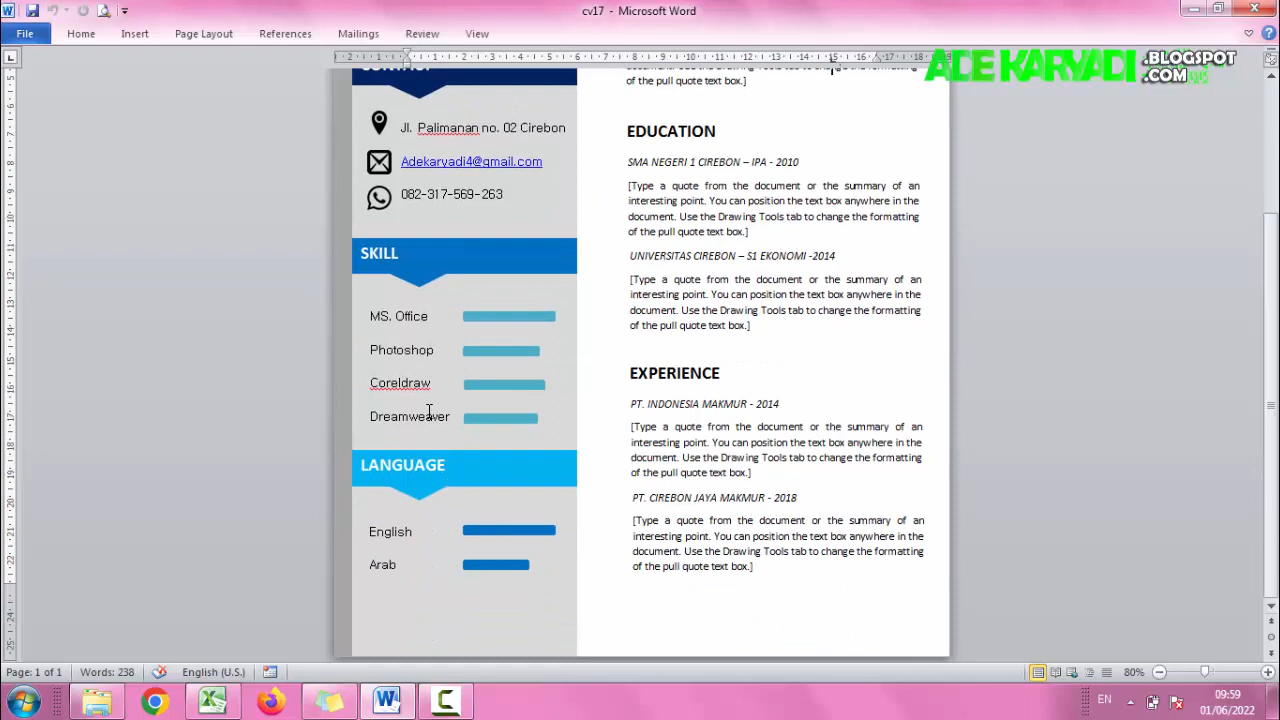 cv17 - Microsoft Word
File Home Insert Page Layout References Mailings Review View
ACE KARYADI .BLOGSPOT
.COM
CONTACT
Jl. Palimanan no. 02 Cirebon
Adekaryadi4@gmail.com
082-317-569-263
SKILL
MS. Office
Photoshop
Coreldraw
Dreamweaver
LANGUAGE
English
Arab
of the pull quote text box.]
EDUCATION
SMA NEGERI 1 CIREBON – IPA - 2010
[Type a quote from the document or the summary of an
interesting point. You can position the text box anywhere in the
document. Use the Drawing Tools tab to change the formatting
of the pull quote text box.]
UNIVERSITAS CIREBON – S1 EKONOMI -2014
[Type a quote from the document or the summary of an
interesting point. You can position the text box anywhere in the
document. Use the Drawing Tools tab to change the formatting
of the pull quote text box.]
EXPERIENCE
PT. INDONESIA MAKMUR - 2014
[Type a quote from the document or the summary of an
interesting point. You can position the text box anywhere in the
document. Use the Drawing Tools tab to change the formatting
of the pull quote text box.]
PT. CIREBON JAYA MAKMUR - 2018
[Type a quote from the document or the summary of an
interesting point. You can position the text box anywhere in the
document. Use the Drawing Tools tab to change the formatting
of the pull quote text box.]
Page: 1 of 1 Words: 238 English (U.S.) 80%
EN 09:59
01/06/2022